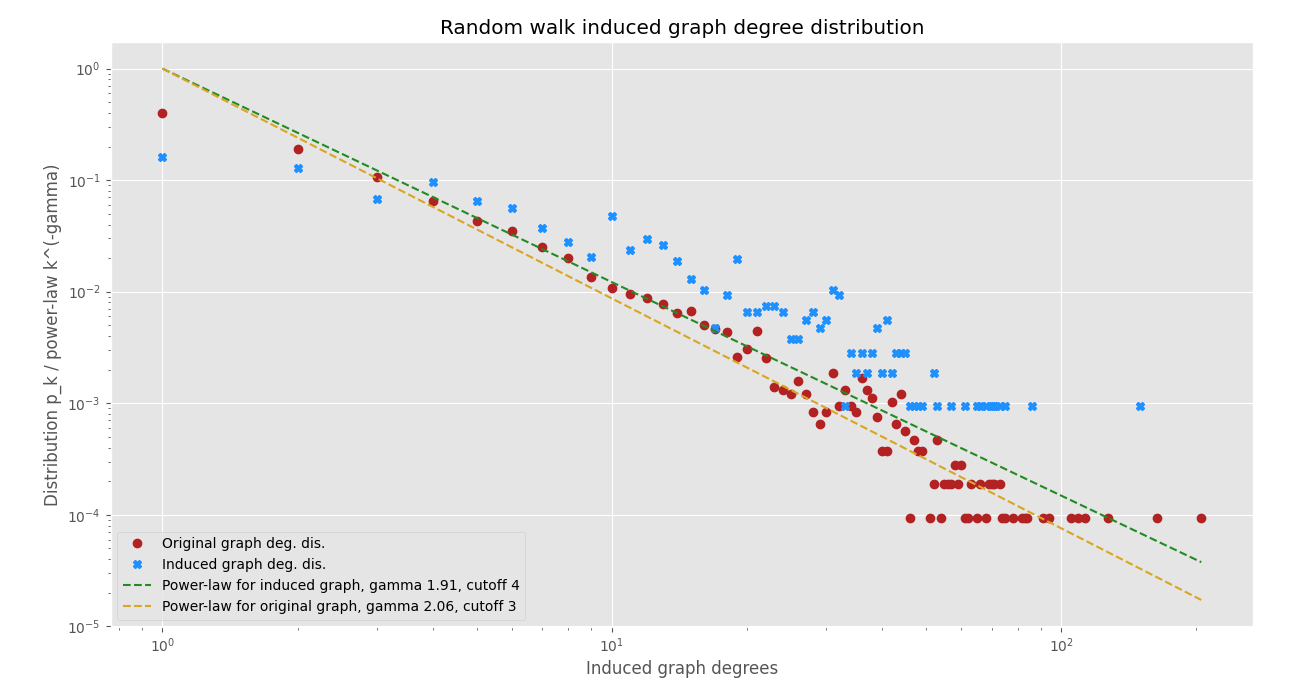 Random walk induced graph degree distribution
Distribution p_k / power-law k^(-gamma)
10^0
10^-1
10^-2
10^-3
10^-4
10^-5
Original graph deg. dis.
Induced graph deg. dis.
Power-law for induced graph, gamma 1.91, cutoff 4
Power-law for original graph, gamma 2.06, cutoff 3
10^0 10^1 10^2
Induced graph degrees